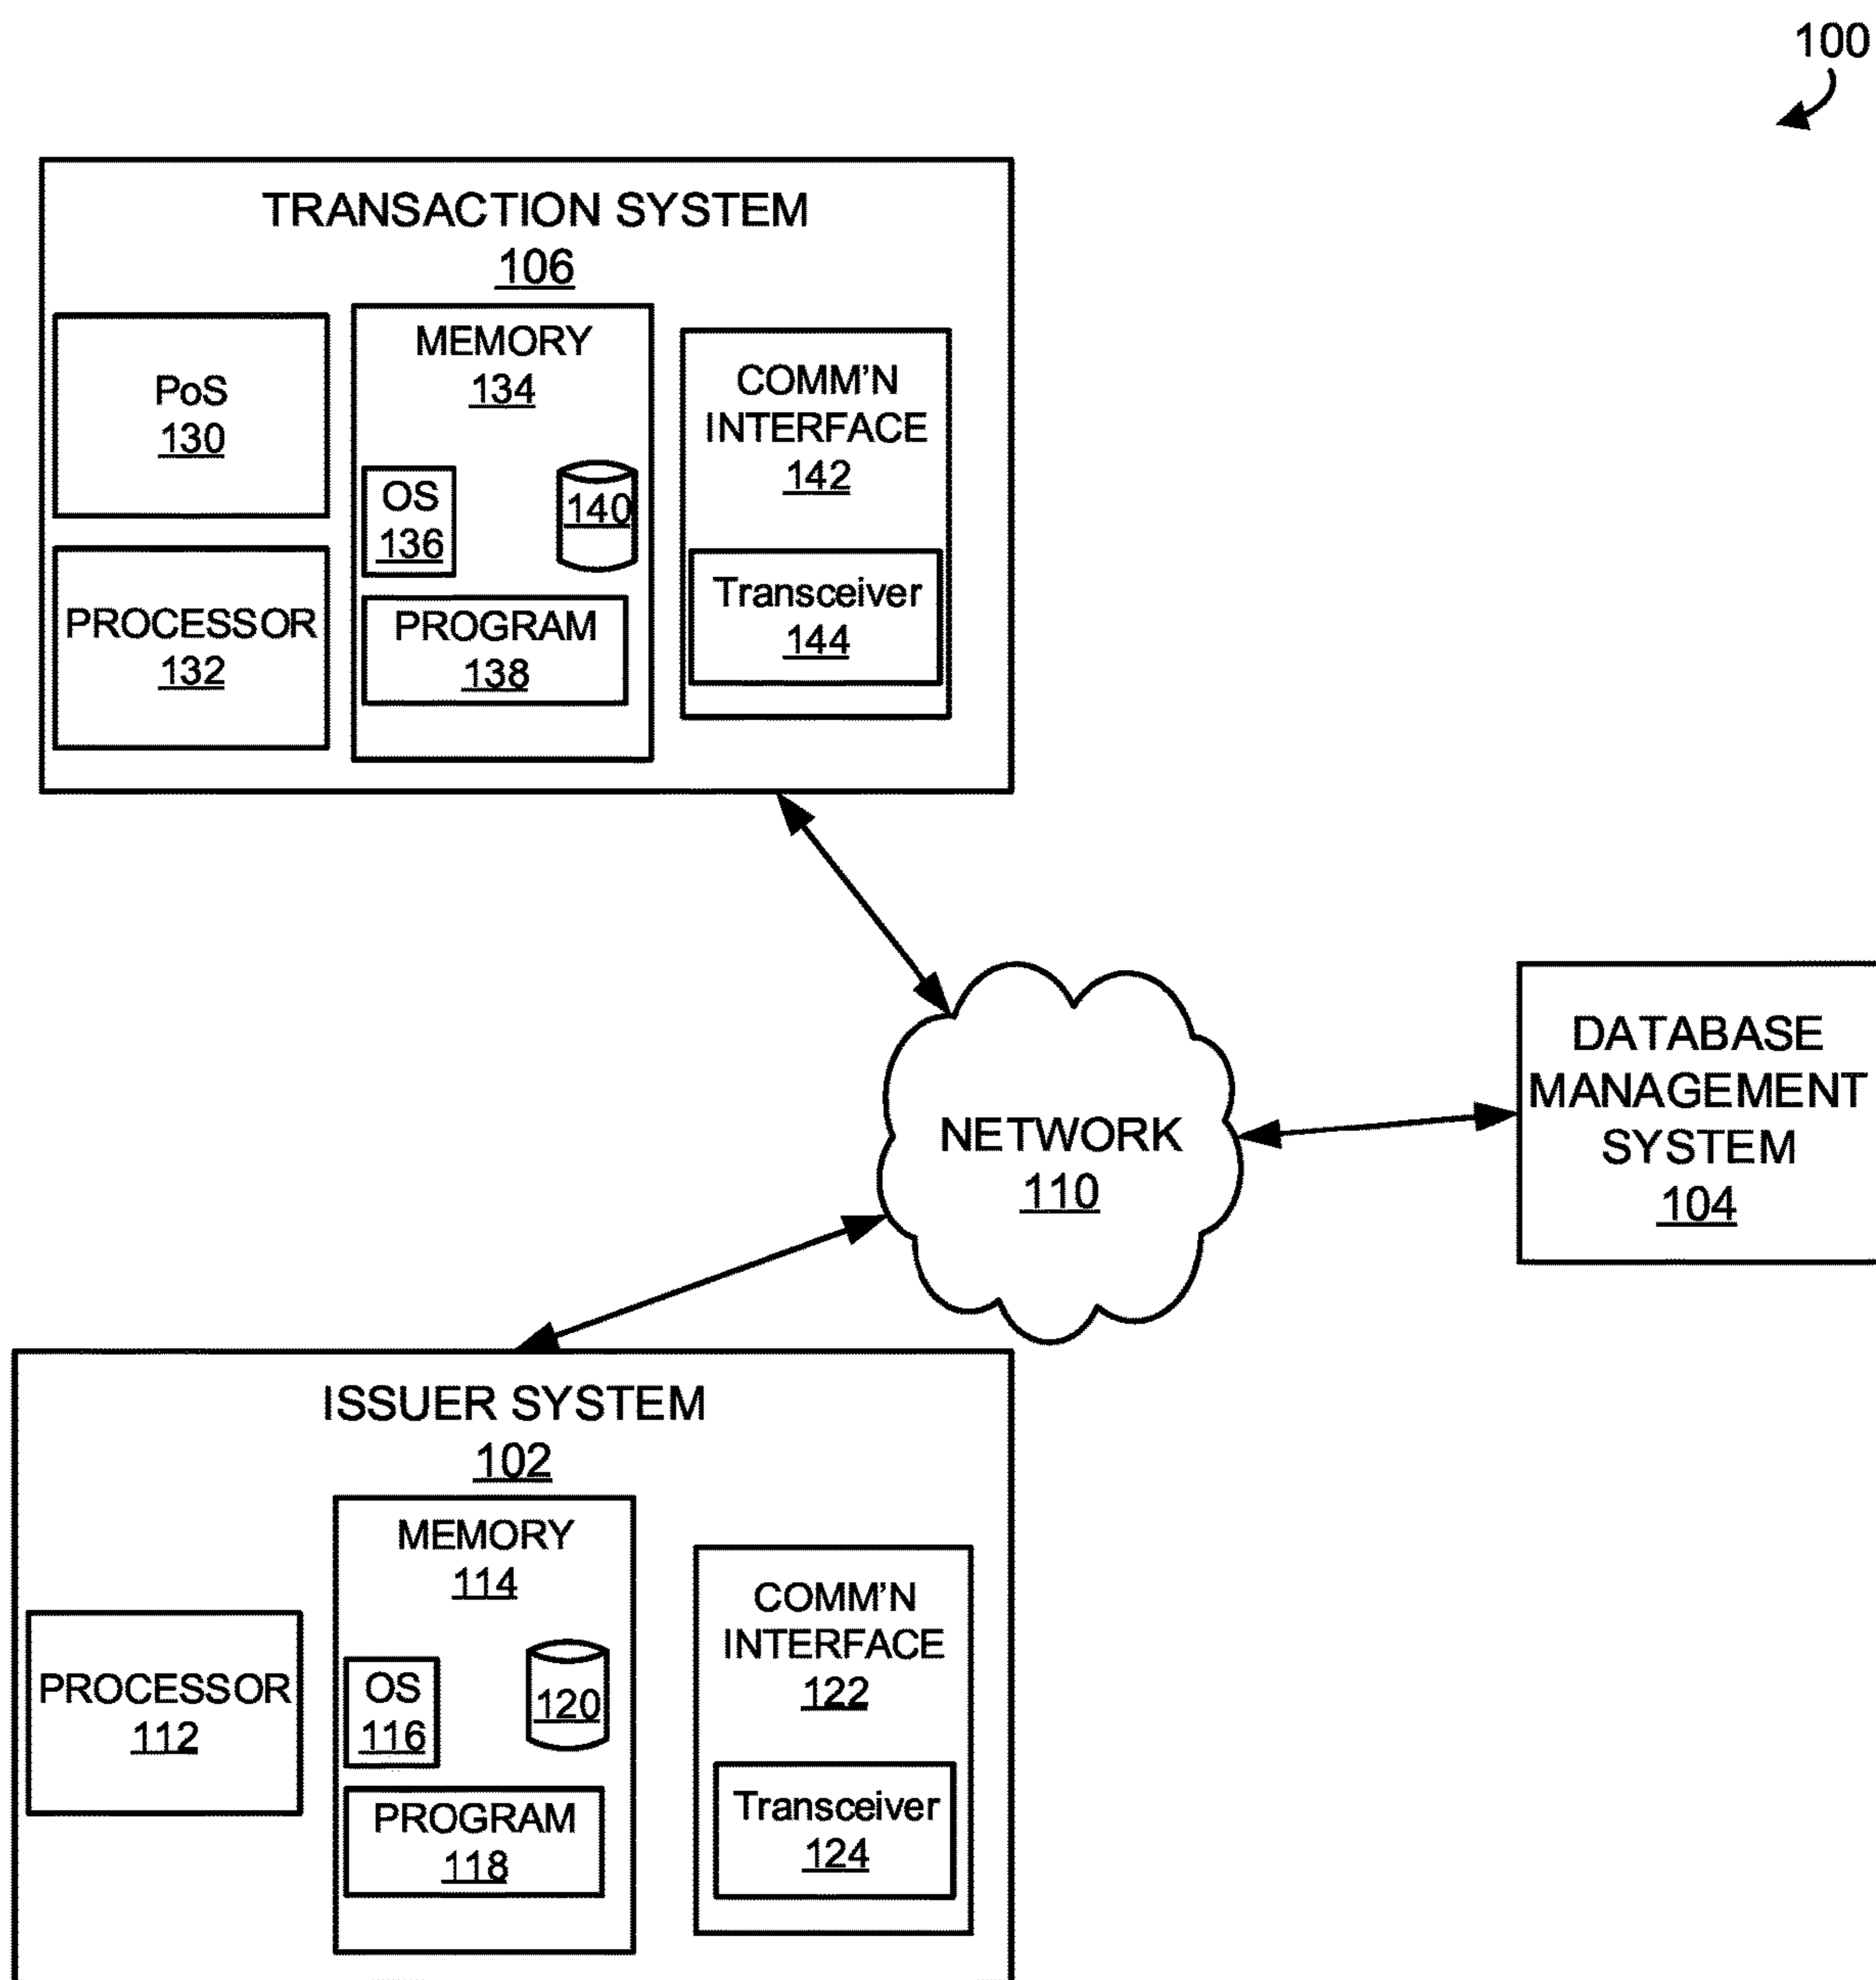 100
TRANSACTION SYSTEM
106
PoS
130
PROCESSOR
132
MEMORY
134
OS
136
140
PROGRAM
138
COMM'N
INTERFACE
142
Transceiver
144
NETWORK
110
DATABASE
MANAGEMENT
SYSTEM
104
ISSUER SYSTEM
102
PROCESSOR
112
MEMORY
114
OS
116
120
PROGRAM
118
COMM'N
INTERFACE
122
Transceiver
124